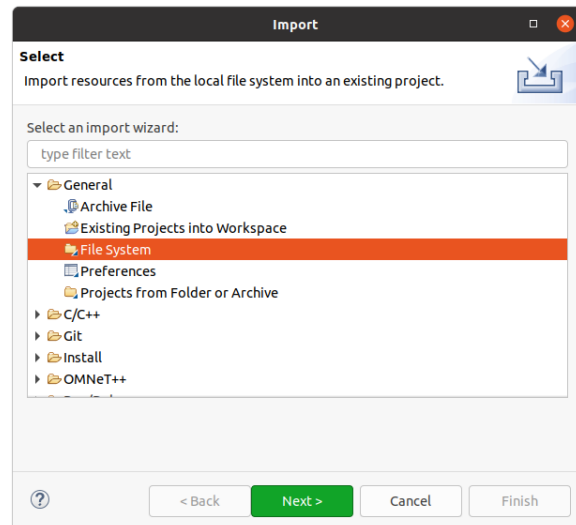 Import
Select
Import resources from the local file system into an existing project.
Select an import wizard:
type filter text
General
Archive File
Existing Projects into Workspace
File System
Preferences
Projects from Folder or Archive
C/C++
Git
Install
OMNeT++
< Back Next > Cancel Finish